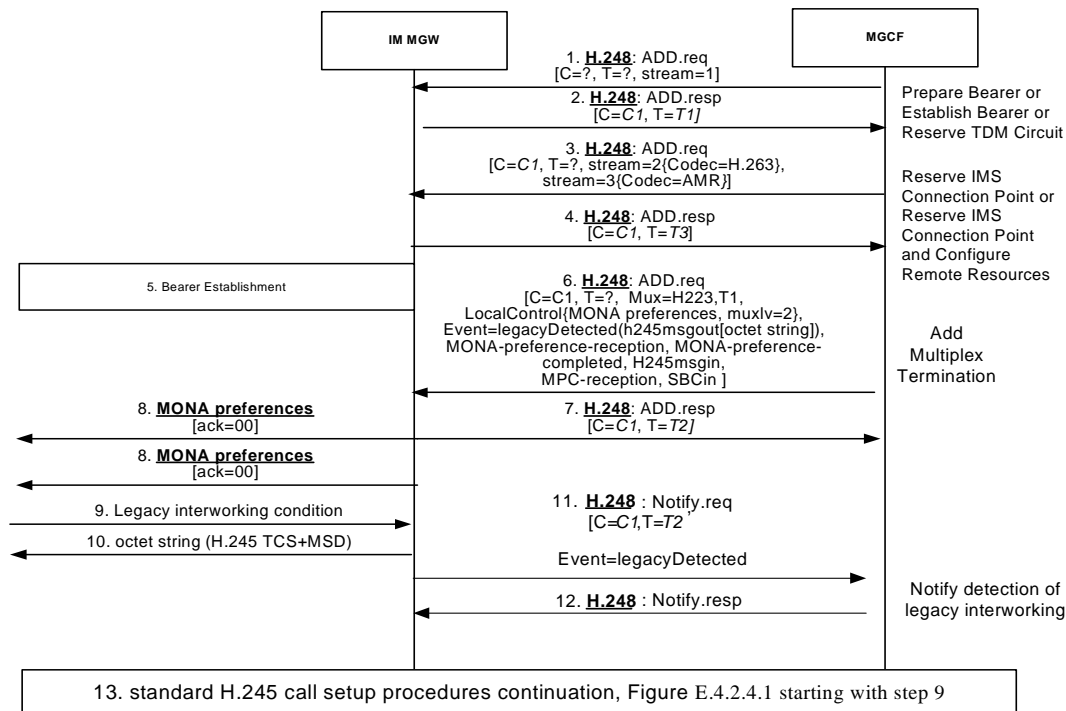 IM MGW
MGCF
1. H.248: ADD.req
[C=?, T=?, stream=1]
2. H.248: ADD.resp
[C=C1, T=T1]
Prepare Bearer or
Establish Bearer or
Reserve TDM Circuit
3. H.248: ADD.req
[C=C1, T=?, stream=2{Codec=H.263},
stream=3{Codec=AMR}]
4. H.248: ADD.resp
[C=C1, T=T3]
Reserve IMS
Connection Point or
Reserve IMS
Connection Point
and Configure
Remote Resources
5. Bearer Establishment
6. H.248: ADD.req
[C=C1, T=?, Mux=H223,T1,
LocalControl{MONA preferences, muxlv=2},
Event=legacyDetected(h245msgout[octet string]),
MONA-preference-reception, MONA-preference-
completed, H245msgin,
MPC-reception, SBCin ]
Add
Multiplex
Termination
8. MONA preferences
[ack=00]
7. H.248: ADD.resp
[C=C1, T=T2]
8. MONA preferences
[ack=00]
9. Legacy interworking condition
10. octet string (H.245 TCS+MSD)
11. H.248 : Notify.req
[C=C1,T=T2 ,
Event=legacyDetected
12. H.248 : Notify.resp
Notify detection of
legacy interworking
13. standard H.245 call setup procedures continuation, Figure E.4.2.4.1 starting with step 9